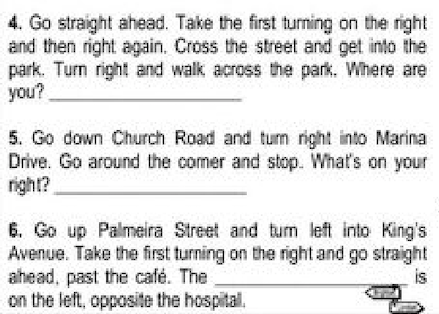 4. Go straight ahead. Take the first turning on the right
and then right again. Cross the street and get into the
park. Turn right and walk across the park. Where are
you? ____________________
5. Go down Church Road and turn right into Marina
Drive. Go around the corner and stop. What's on your
right? ____________________
6. Go up Palmeira Street and turn left into King's
Avenue. Take the first turning on the right and go straight
ahead, past the café. The ____________________ is
on the left, opposite the hospital.